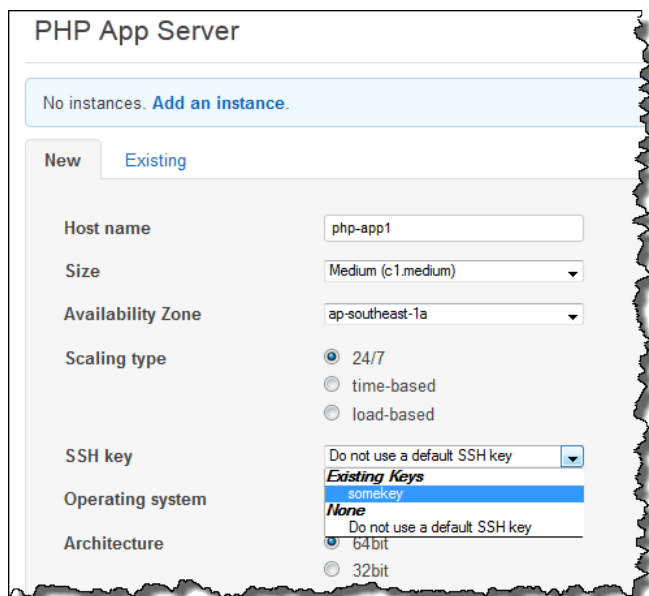 PHP App Server
No instances. Add an instance.
New Existing
Host name php-app1
Size Medium (c1.medium)
Availability Zone ap-southeast-1a
Scaling type 24/7
time-based
load-based
SSH key Do not use a default SSH key
Existing Keys
somekey
Operating system
None
Do not use a default SSH key
Architecture 64bit
32bit